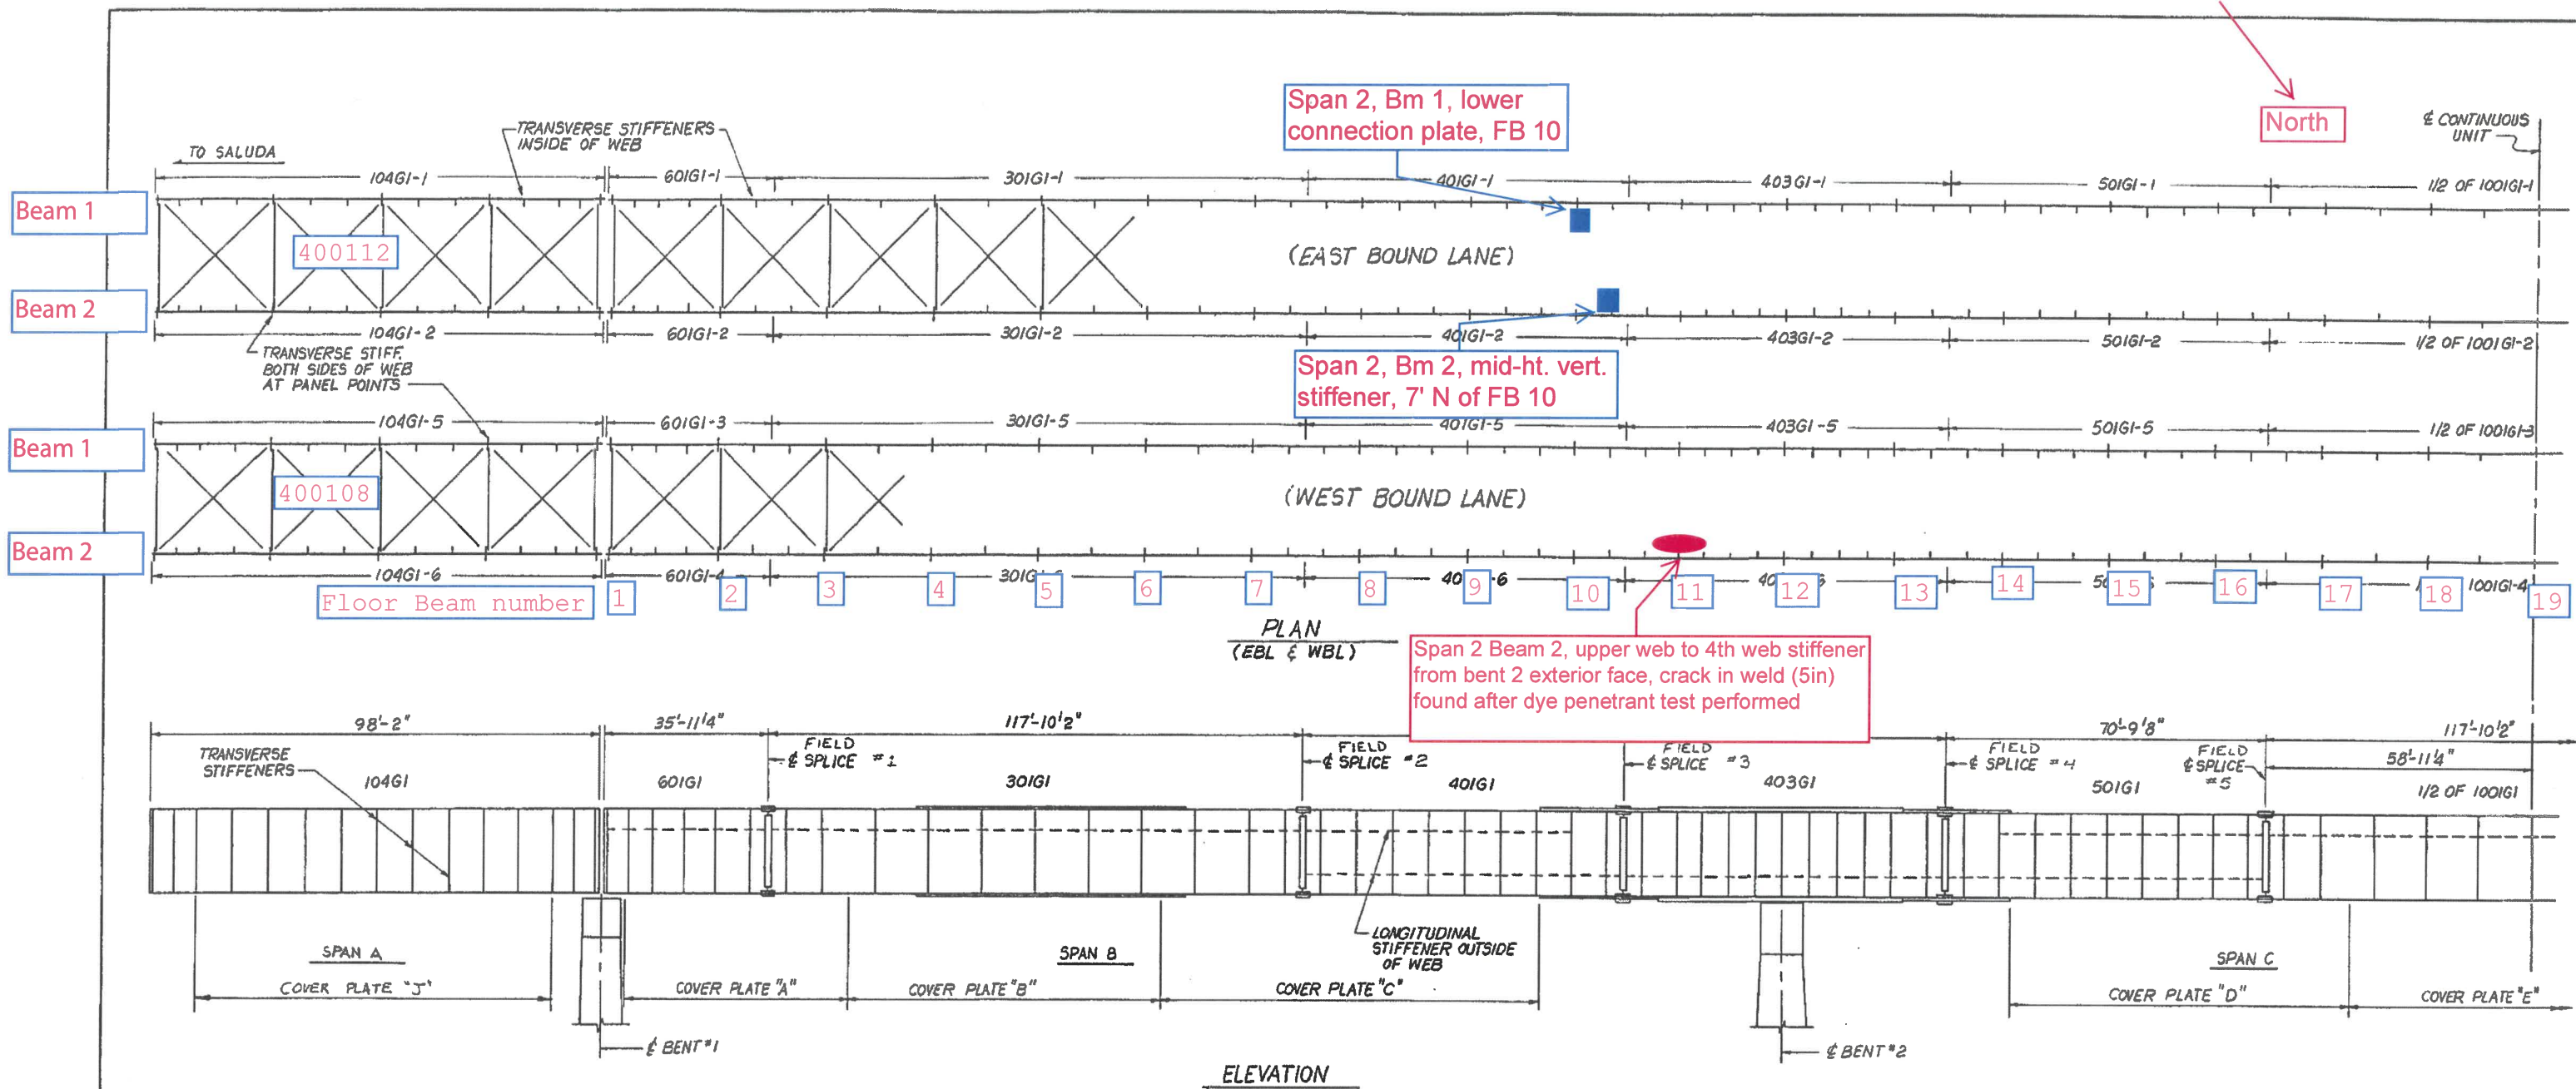 Span 2, Bm 1, lower
connection plate, FB 10
North
℄ CONTINUOUS
UNIT
TRANSVERSE STIFFENERS
INSIDE OF WEB
TO SALUDA
104G1-1
601G1-1
301G1-1
401G1-1
403G1-1
501G1-1
1/2 OF 1001G1-1
Beam 1
400112
(EAST BOUND LANE)
Beam 2
104G1-2
601G1-2
301G1-2
401G1-2
403G1-2
501G1-2
1/2 OF 1001G1-2
TRANSVERSE STIFF.
BOTH SIDES OF WEB
AT PANEL POINTS
Span 2, Bm 2, mid-ht. vert.
stiffener, 7' N of FB 10
104G1-5
601G1-3
301G1-5
401G1-5
403G1-5
501G1-5
1/2 OF 1001G1-3
Beam 1
400108
(WEST BOUND LANE)
Beam 2
104G1-6
601G1-4
301G
40 -6
40
50
1001G1-4
Floor Beam number
1
2
3
4
5
6
7
8
9
10
11
12
13
14
15
16
17
18
19
PLAN
(EBL & WBL)
Span 2 Beam 2, upper web to 4th web stiffener
from bent 2 exterior face, crack in weld (5in)
found after dye penetrant test performed
98'-2"
35'-11 1/4"
117'-10 1/2"
70'-9 1/8"
117'-10 1/2"
58'-11 1/4"
TRANSVERSE
STIFFENERS
FIELD
℄ SPLICE #1
FIELD
℄ SPLICE #2
FIELD
℄ SPLICE #3
FIELD
℄ SPLICE #4
FIELD
℄ SPLICE
#5
104G1
601G1
301G1
401G1
403G1
501G1
1/2 OF 1001G1
LONGITUDINAL
STIFFENER OUTSIDE
OF WEB
SPAN A
SPAN B
SPAN C
COVER PLATE "J"
COVER PLATE "A"
COVER PLATE "B"
COVER PLATE "C"
COVER PLATE "D"
COVER PLATE "E"
℄ BENT #1
℄ BENT #2
ELEVATION